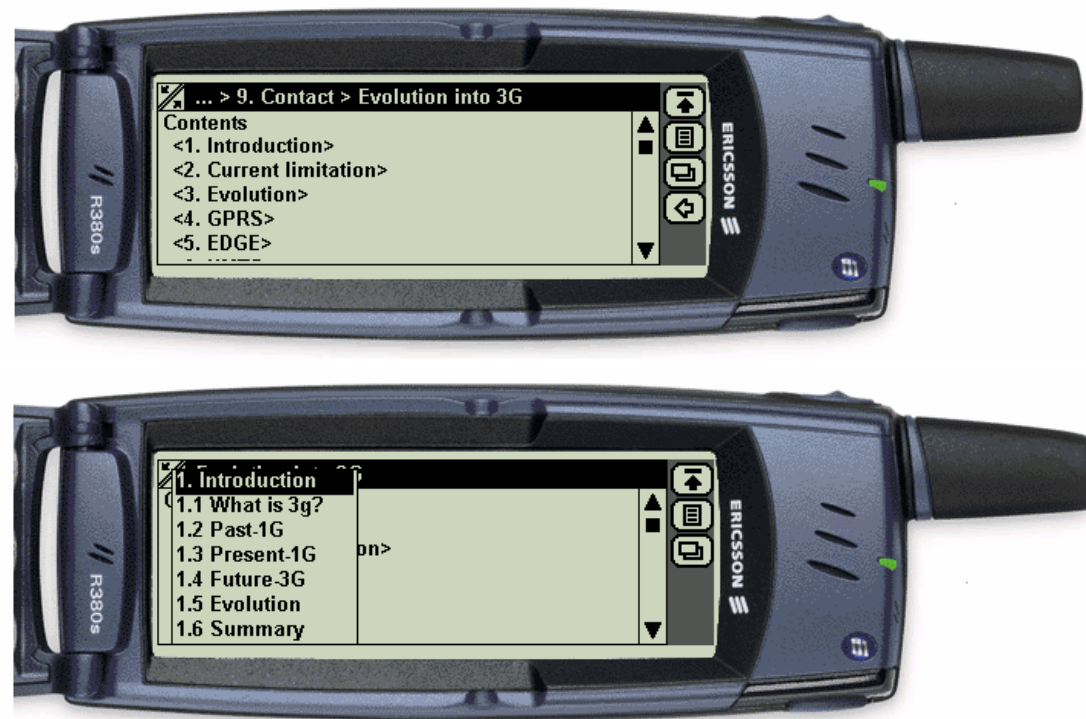 ... > 9. Contact > Evolution into 3G
Contents
<1. Introduction>
<2. Current limitation>
<3. Evolution>
<4. GPRS>
<5. EDGE>
ERICSSON
R380s
1. Introduction
1.1 What is 3g?
1.2 Past-1G
1.3 Present-1G
on>
1.4 Future-3G
1.5 Evolution
1.6 Summary
ERICSSON
R380s